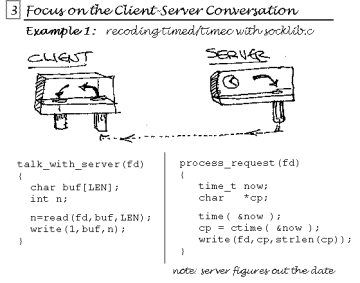 3 Focus on the Client-Server Conversation
Example 1: recoding timed/timec with socklib.c
CLIENT
SERVER
talk_with_server(fd)
{
char buf[LEN];
int n;
n=read(fd,buf,LEN);
write(1,buf,n);
}
process_request(fd)
{
time_t now;
char *cp;
time( &now );
cp = ctime( &now );
write(fd,cp,strlen(cp));
}
note: server figures out the date